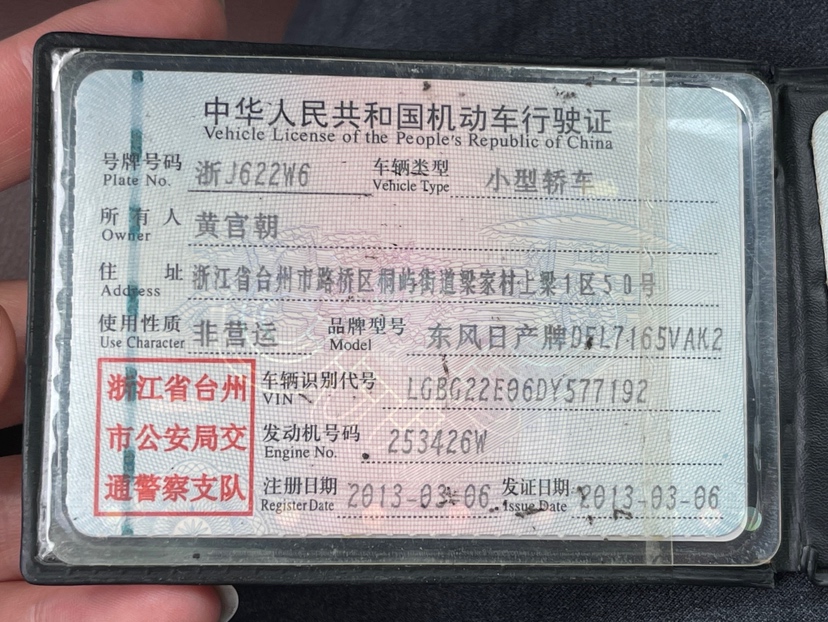 中华人民共和国机动车行驶证
Vehicle License of the People's Republic of China
号牌号码 浙J622W6 车辆类型 小型轿车
Plate No. Vehicle Type
所有人 黄官朝
Owner
住址 浙江省台州市路桥区桐屿街道梁家村上梁1区50号
Address
使用性质 非营运 品牌型号 东风日产牌DFL7165VAK2
Use Character Model
浙江省台州
市公安局交
通警察支队
车辆识别代号 LGBG22E06DY577192
VIN
发动机号码 253426W
Engine No.
注册日期 2013-03-06 发证日期 2013-03-06
Register Date Issue Date